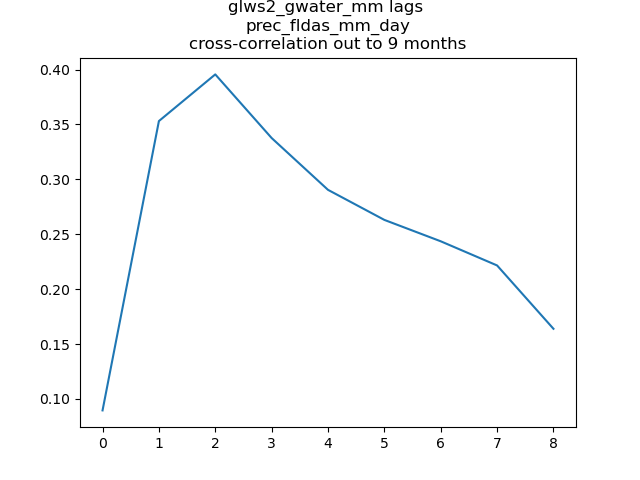 glws2_gwater_mm lags
prec_fldas_mm_day
cross-correlation out to 9 months
0.40
0.35
0.30
0.25
0.20
0.15
0.10
0 1 2 3 4 5 6 7 8